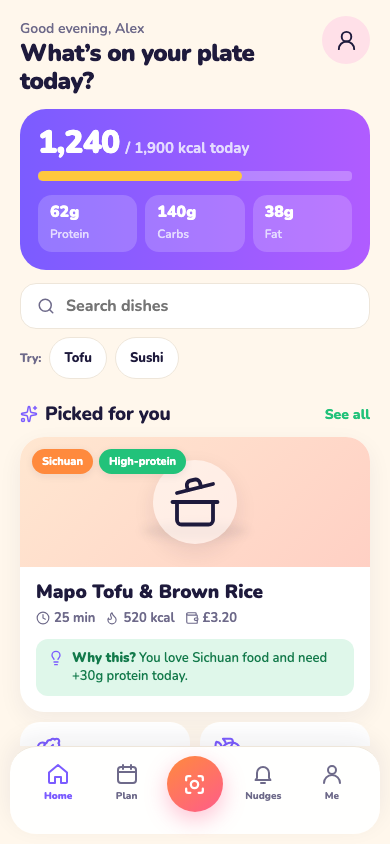 Good evening, Alex
What's on your plate
today?
1,240 / 1,900 kcal today
62g
Protein
140g
Carbs
38g
Fat
Search dishes
Try: Tofu Sushi
Picked for you See all
Sichuan High-protein
Mapo Tofu & Brown Rice
25 min 520 kcal £3.20
Why this? You love Sichuan food and need
+30g protein today.
Home Plan Nudges Me